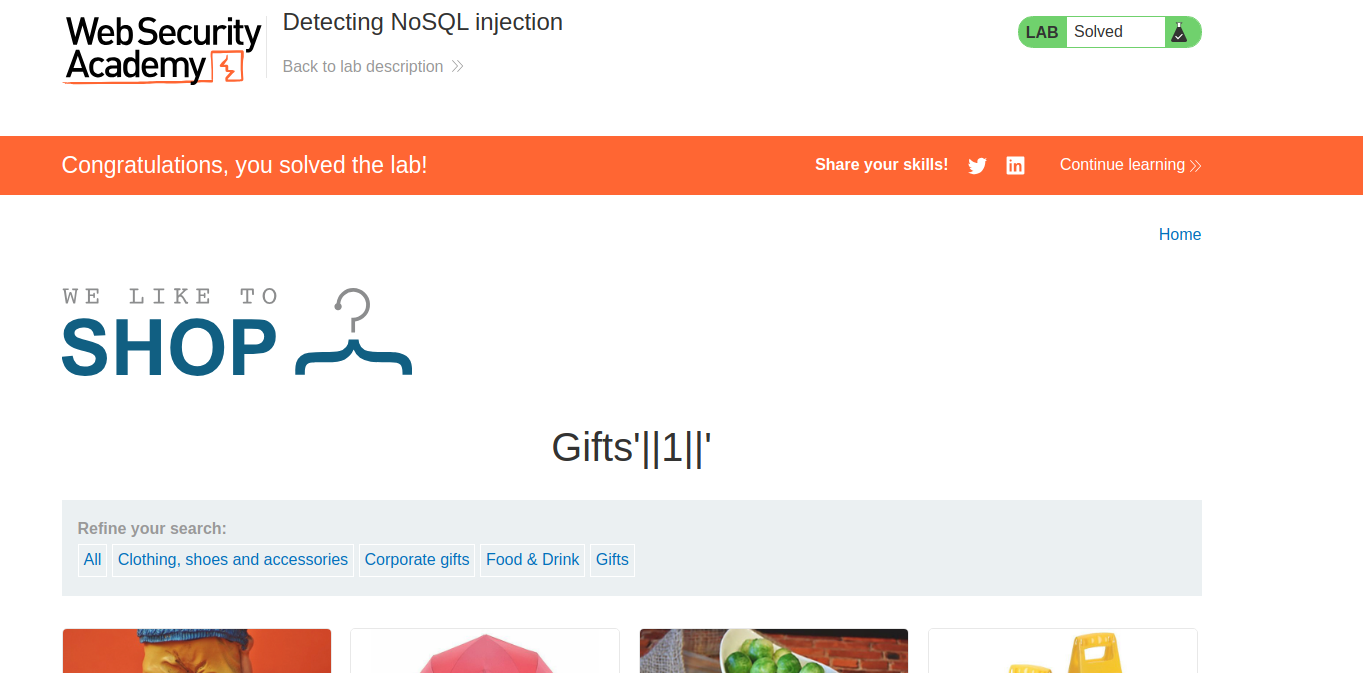 Web Security
Academy
Detecting NoSQL injection
Back to lab description
LAB Solved
Congratulations, you solved the lab!
Share your skills!
Continue learning
Home
WE LIKE TO
SHOP
Gifts'||1||'
Refine your search:
All Clothing, shoes and accessories Corporate gifts Food & Drink Gifts